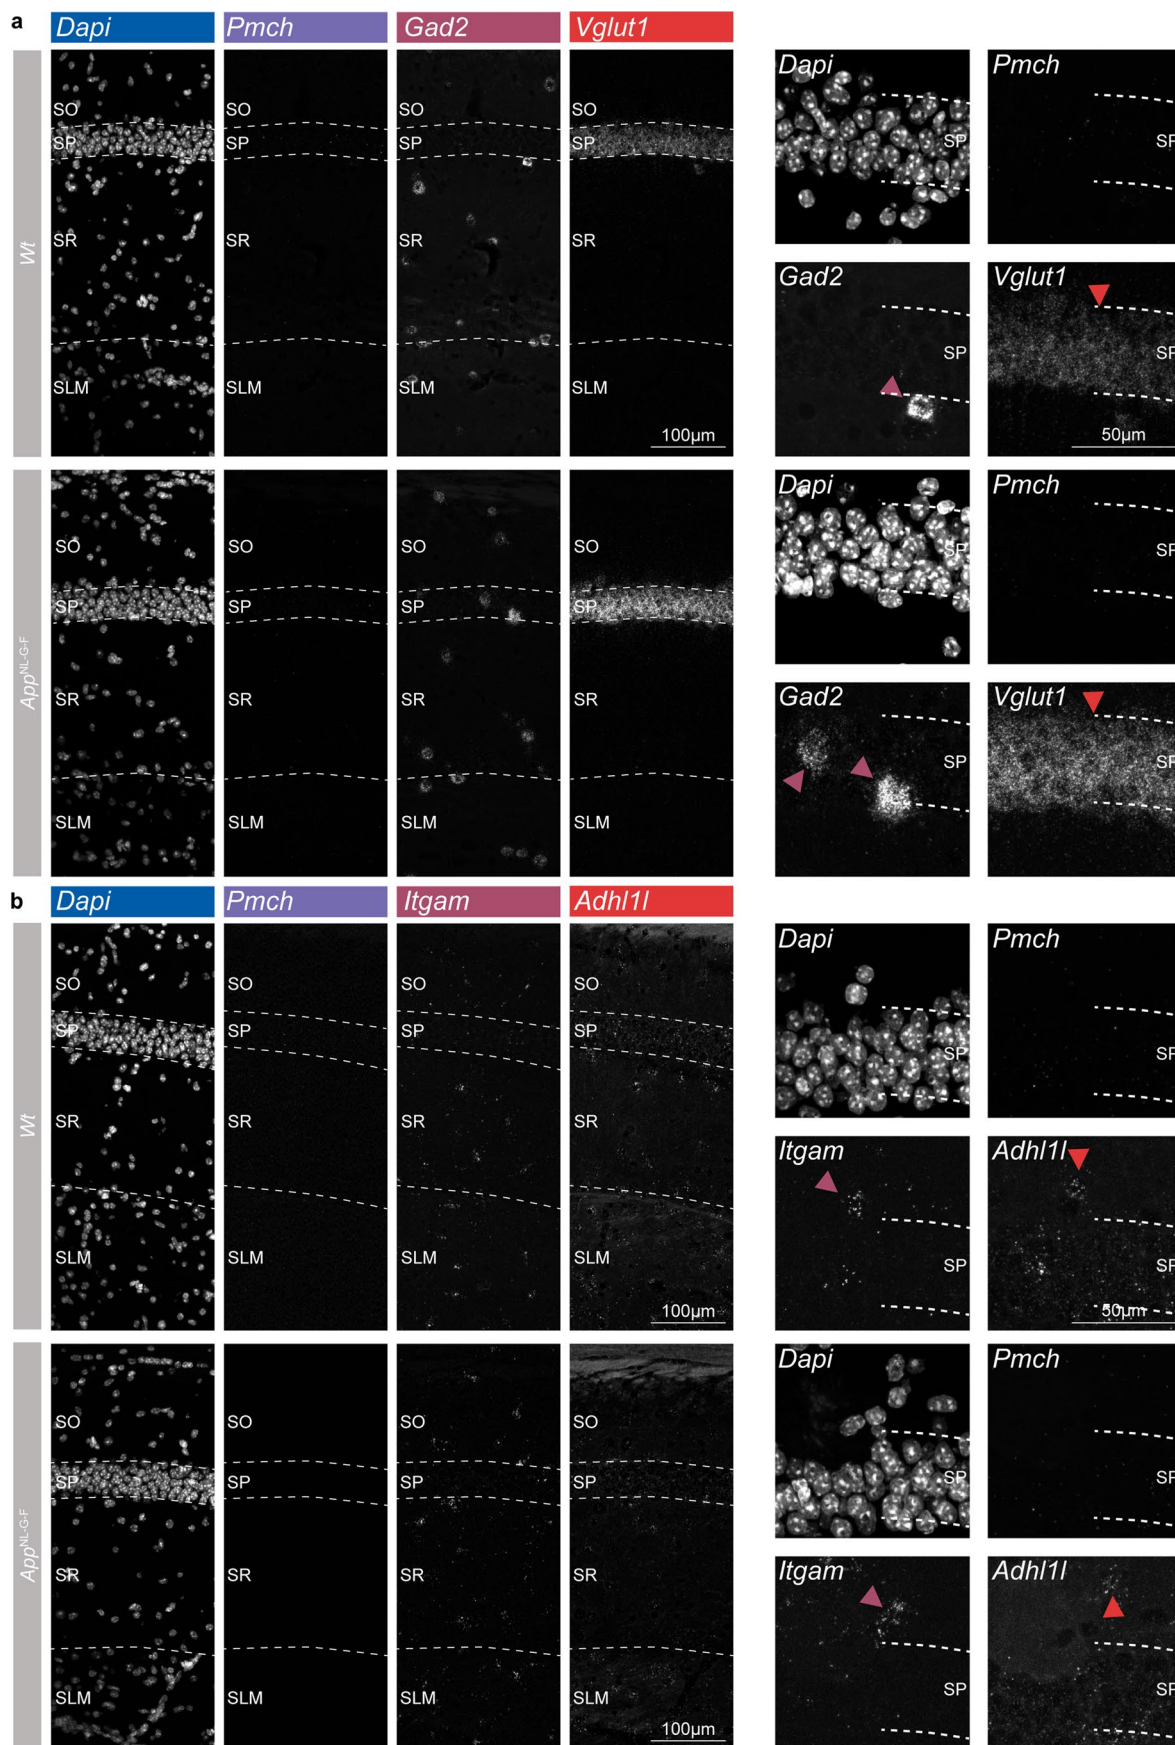 a
Dapi Pmch Gad2 Vglut1
Wt
SO SO SO SO
SP SP SP SP
SR SR SR SR
SLM SLM SLM SLM
100µm
Dapi Pmch
SP SP
Gad2 Vglut1
SP SP
50µm
App^NL-G-F
SO SO SO SO
SP SP SP SP
SR SR SR SR
SLM SLM SLM SLM
Dapi Pmch
SP SP
Gad2 Vglut1
SP SP
b
Dapi Pmch Itgam Adhl1l
Wt
SO SO SO SO
SP SP SP SP
SR SR SR SR
SLM SLM SLM SLM
100µm
Dapi Pmch
SP SP
Itgam Adhl1l
SP SP
50µm
App^NL-G-F
SO SO SO SO
SP SP SP SP
SR SR SR SR
SLM SLM SLM SLM
100µm
Dapi Pmch
SP SP
Itgam Adhl1l
SP SP